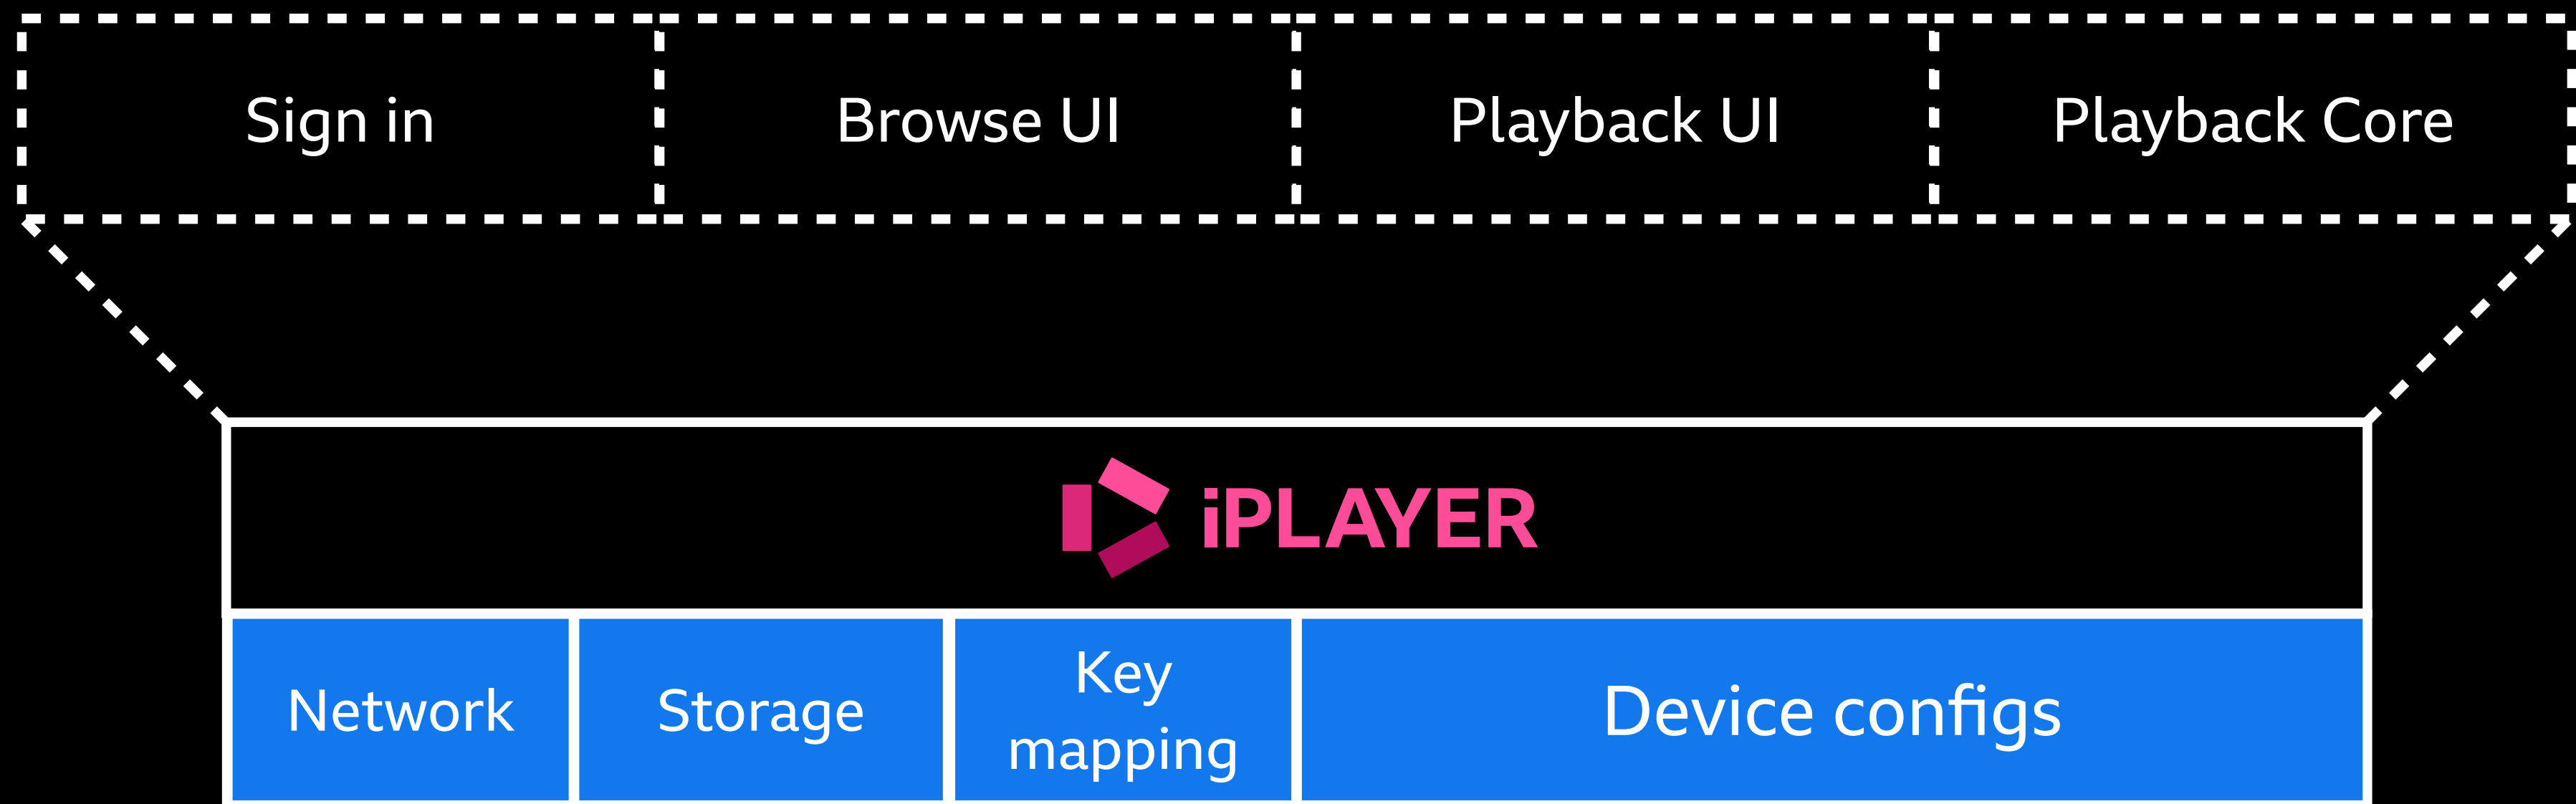 Sign in
Browse UI
Playback UI
Playback Core
iPLAYER
Network
Storage
Key
mapping
Device configs